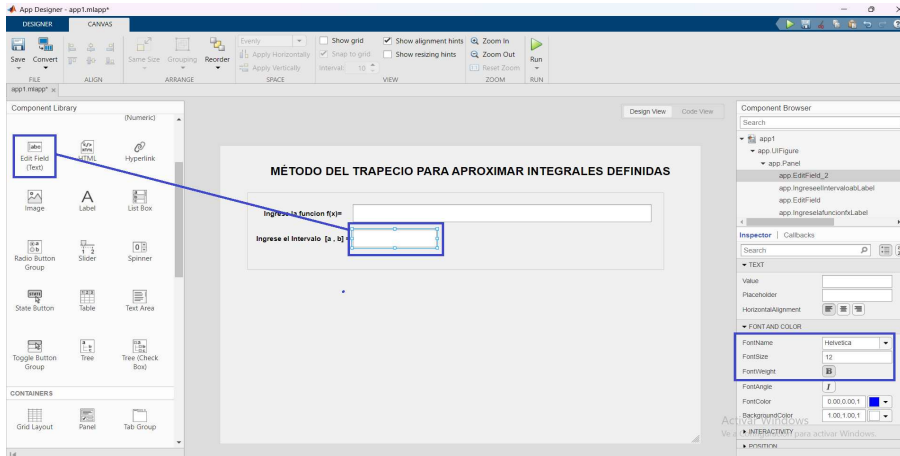 App Designer - app1.mlapp*
DESIGNER CANVAS
Save Convert Same Size Grouping Reorder
Evenly
Apply Horizontally
Apply Vertically
Show grid
Snap to grid
Interval: 10
Show alignment hints
Show resizing hints
Zoom In
Zoom Out
Reset Zoom
Run
FILE ALIGN ARRANGE SPACE VIEW ZOOM RUN
app1.mlapp*
Component Library
(Numeric)
Edit Field (Text) HTML Hyperlink
Image Label List Box
Radio Button Group Slider Spinner
State Button Table Text Area
Toggle Button Group Tree Tree (Check Box)
CONTAINERS
Grid Layout Panel Tab Group
Design View Code View
MÉTODO DEL TRAPECIO PARA APROXIMAR INTEGRALES DEFINIDAS
Ingrese la funcion f(x)=
Ingrese el Intervalo [a , b] =
Component Browser
Search
app1
app.UIFigure
app.Panel
app.EditField_2
app.IngreseelIntervaloabLabel
app.EditField
app.IngreselafuncionfxLabel
Inspector Callbacks
Search
TEXT
Value
Placeholder
HorizontalAlignment
FONT AND COLOR
FontName Helvetica
FontSize 12
FontWeight B
FontAngle I
FontColor 0.00,0.00,1
BackgroundColor 1.00,1.00,1
INTERACTIVITY
POSITION
Activar Windows
para activar Windows.